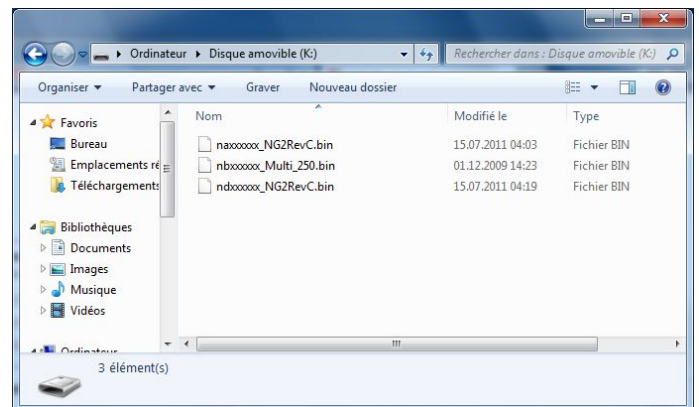 Ordinateur Disque amovible (K:)
Rechercher dans : Disque amovible (K:)
Organiser Partager avec Graver Nouveau dossier
Favoris
Bureau
Emplacements ré
Téléchargements
Bibliothèques
Documents
Images
Musique
Vidéos
Ordinateur
Nom Modifié le Type
naxxxxxx_NG2RevC.bin 15.07.2011 04:03 Fichier BIN
nbxxxxxx_Multi_250.bin 01.12.2009 14:23 Fichier BIN
ndxxxxxx_NG2RevC.bin 15.07.2011 04:19 Fichier BIN
3 élément(s)